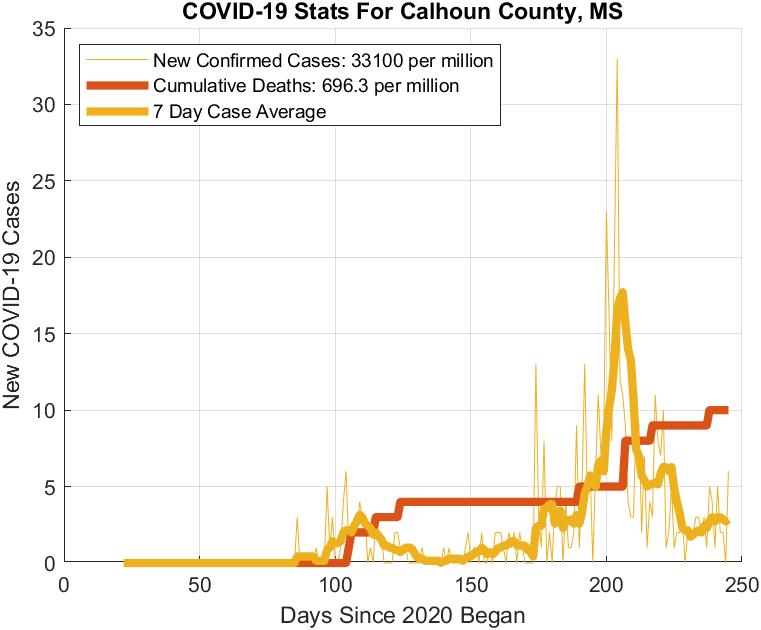 COVID-19 Stats For Calhoun County, MS
New Confirmed Cases: 33100 per million
Cumulative Deaths: 696.3 per million
7 Day Case Average
New COVID-19 Cases
35
30
25
20
15
10
5
0
0 50 100 150 200 250
Days Since 2020 Began